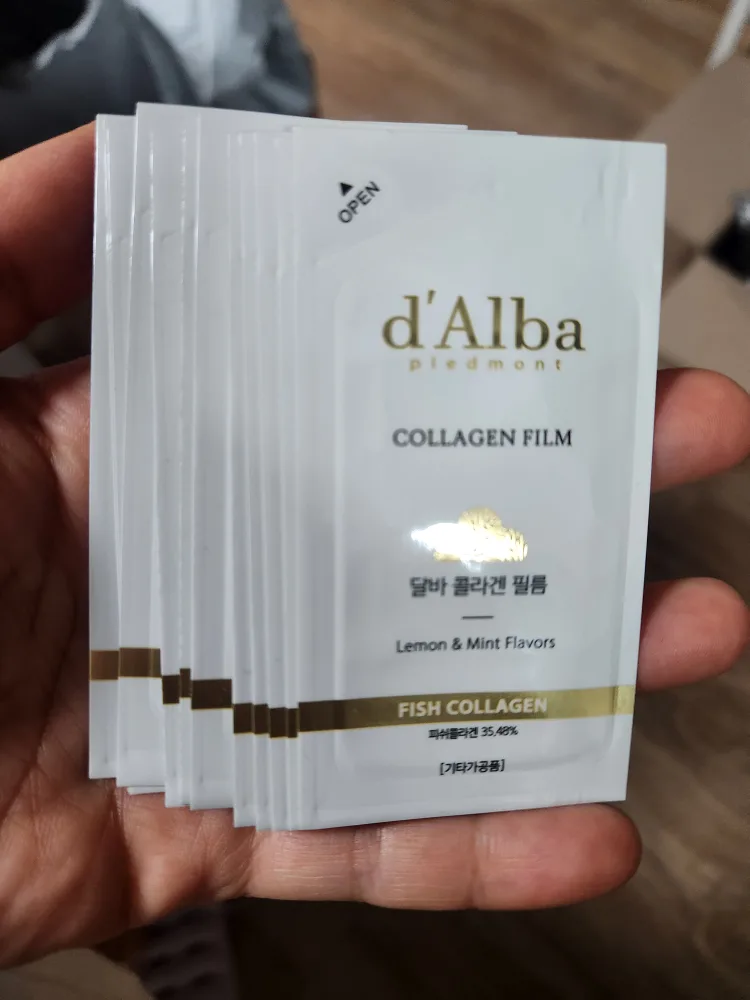 OPEN
d'Alba
piedmont
COLLAGEN FILM
달바 콜라겐 필름
Lemon & Mint Flavors
FISH COLLAGEN
피쉬콜라겐 35.48%
[기타가공품]